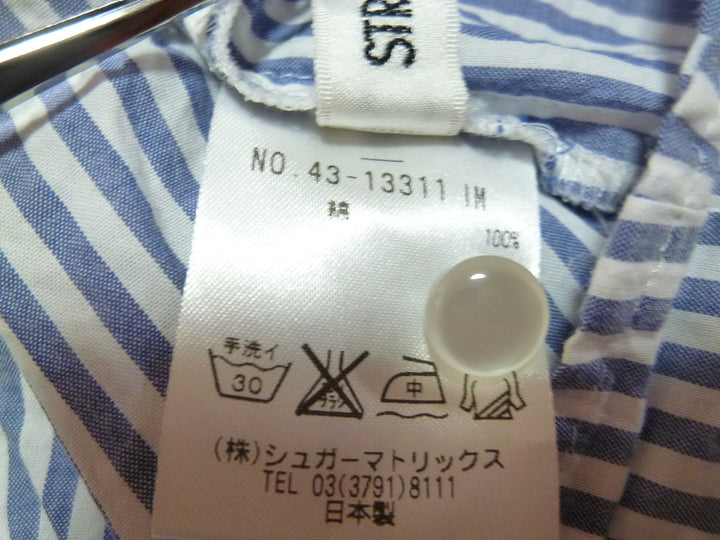 STR
NO.43-13311 IM
綿
100%
手洗イ
30
中
(株)シュガーマトリックス
TEL 03(3791)8111
日本製